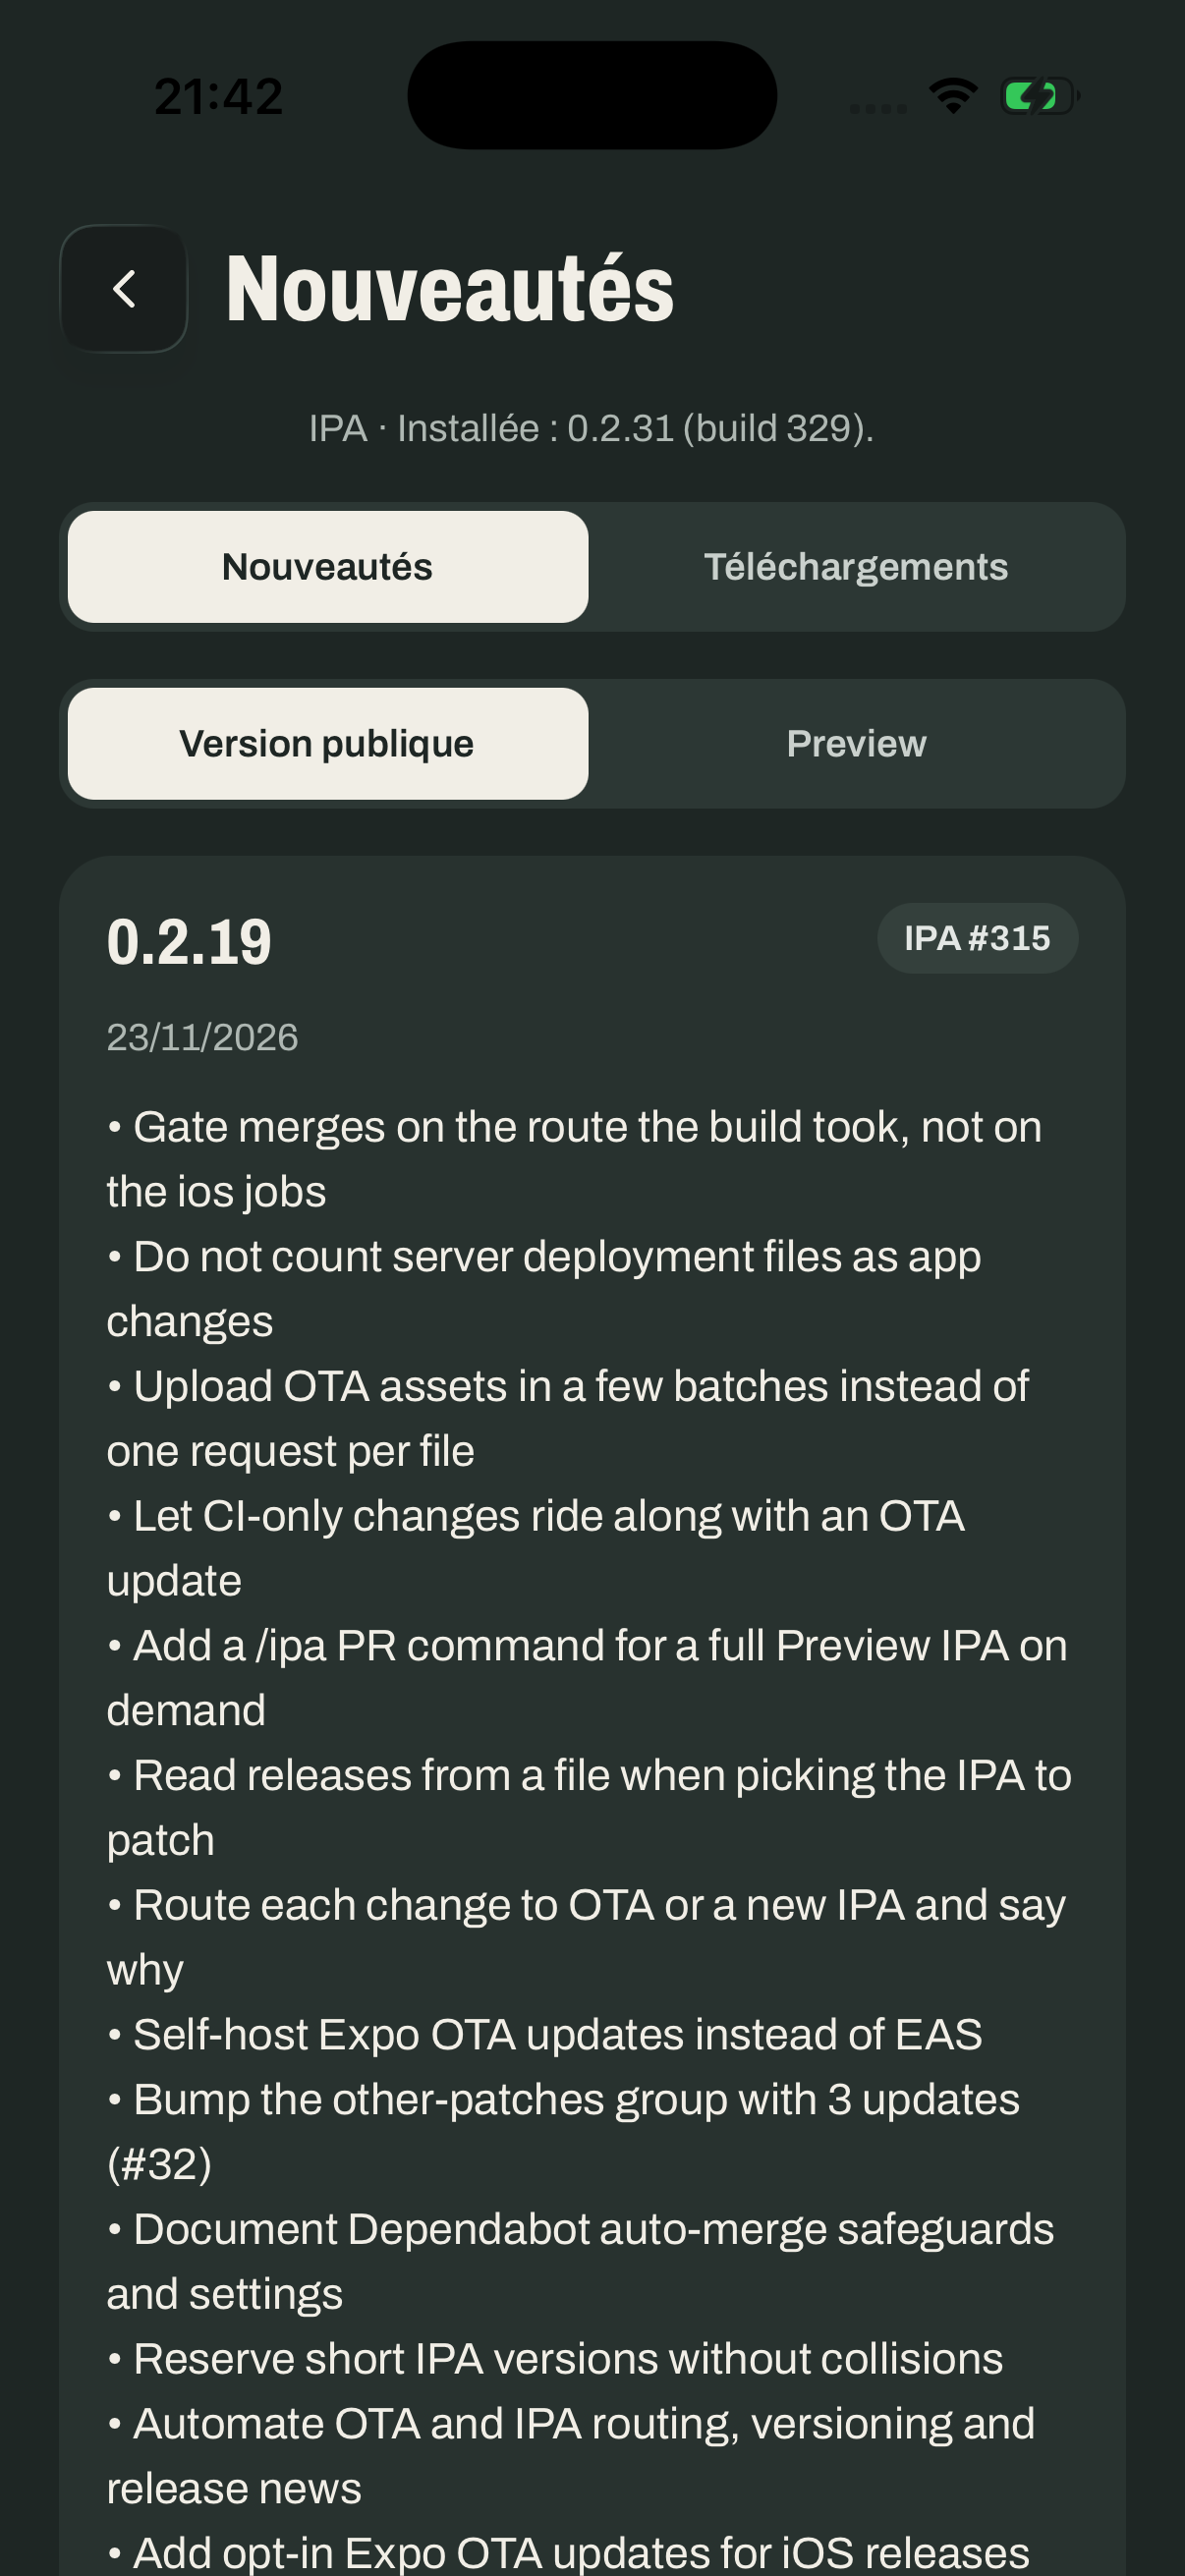 21:42
Nouveautés
IPA · Installée : 0.2.31 (build 329).
Nouveautés
Téléchargements
Version publique
Preview
0.2.19
IPA #315
23/11/2026
• Gate merges on the route the build took, not on
the ios jobs
• Do not count server deployment files as app
changes
• Upload OTA assets in a few batches instead of
one request per file
• Let CI-only changes ride along with an OTA
update
• Add a /ipa PR command for a full Preview IPA on
demand
• Read releases from a file when picking the IPA to
patch
• Route each change to OTA or a new IPA and say
why
• Self-host Expo OTA updates instead of EAS
• Bump the other-patches group with 3 updates
(#32)
• Document Dependabot auto-merge safeguards
and settings
• Reserve short IPA versions without collisions
• Automate OTA and IPA routing, versioning and
release news
• Add opt-in Expo OTA updates for iOS releases